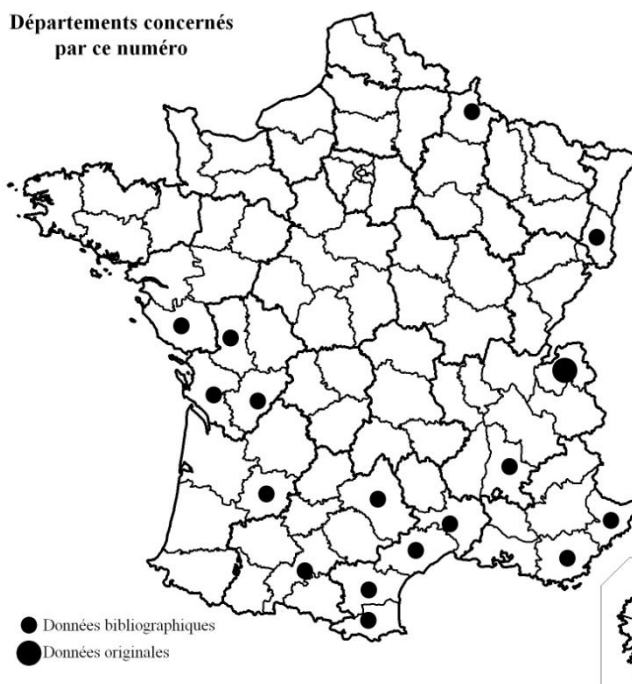 Départements concernés
par ce numéro
Données bibliographiques
Données originales